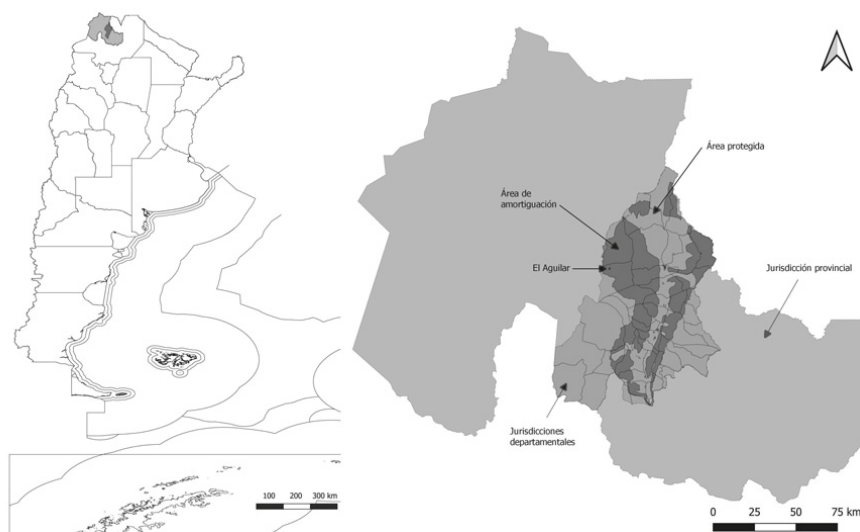 Área protegida
Área de
amortiguación
El Aguilar
Jurisdicción provincial
Jurisdicciones
departamentales
100 200 300 km
0 25 50 75 km